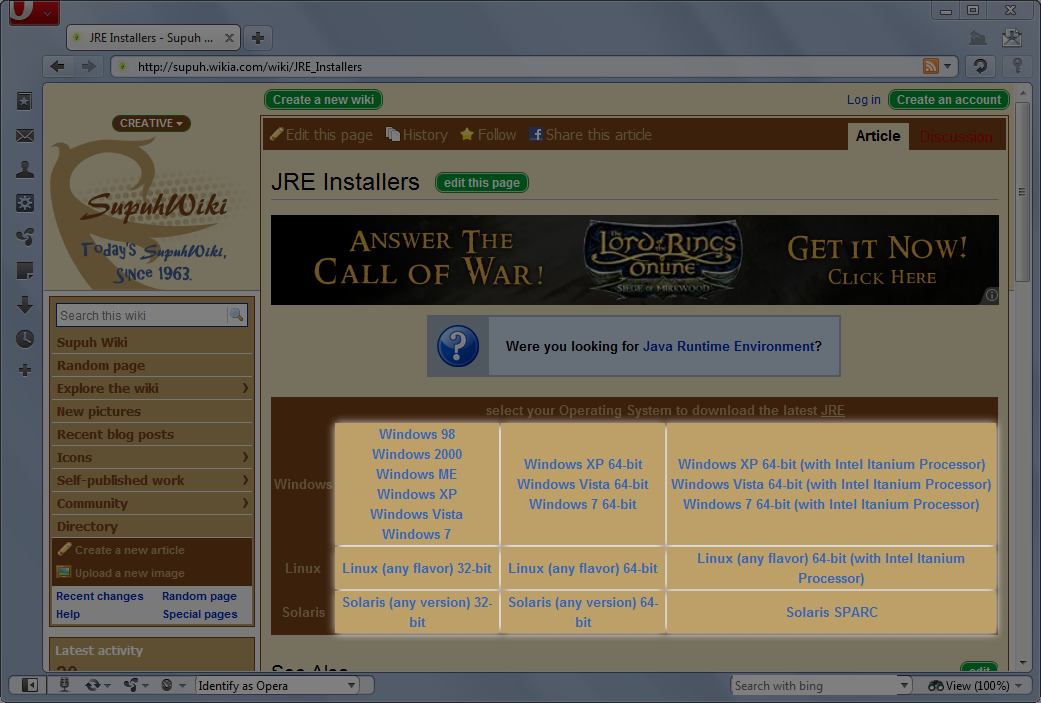 JRE Installers - Supuh ...
http://supuh.wikia.com/wiki/JRE_Installers
Create a new wiki
Log in
Create an account
CREATIVE
SupuhWiki
Today's SupuhWiki,
Since 1963.
Edit this page
History
Follow
Share this article
Article
Discussion
JRE Installers
edit this page
Answer The
Call of War!
The
Lord of the Rings
Online
Siege of Mirkwood
Get it Now!
Click Here
Search this wiki
Supuh Wiki
Random page
Explore the wiki
New pictures
Recent blog posts
Icons
Self-published work
Community
Directory
Create a new article
Upload a new image
Recent changes
Random page
Help
Special pages
Latest activity
Were you looking for Java Runtime Environment?
select your Operating System to download the latest JRE
Windows
Windows 98
Windows 2000
Windows ME
Windows XP
Windows Vista
Windows 7
Windows XP 64-bit
Windows Vista 64-bit
Windows 7 64-bit
Windows XP 64-bit (with Intel Itanium Processor)
Windows Vista 64-bit (with Intel Itanium Processor)
Windows 7 64-bit (with Intel Itanium Processor)
Linux
Linux (any flavor) 32-bit
Linux (any flavor) 64-bit
Linux (any flavor) 64-bit (with Intel Itanium
Processor)
Solaris
Solaris (any version) 32-
bit
Solaris (any version) 64-
bit
Solaris SPARC
See Also
edit
Identify as Opera
Search with bing
View (100%)